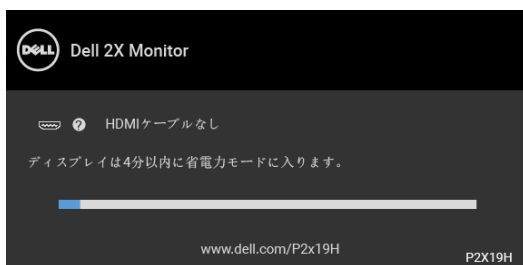 DELL Dell 2X Monitor
? HDMIケーブルなし
ディスプレイは4分以内に省電力モードに入ります。
www.dell.com/P2x19H
P2X19H